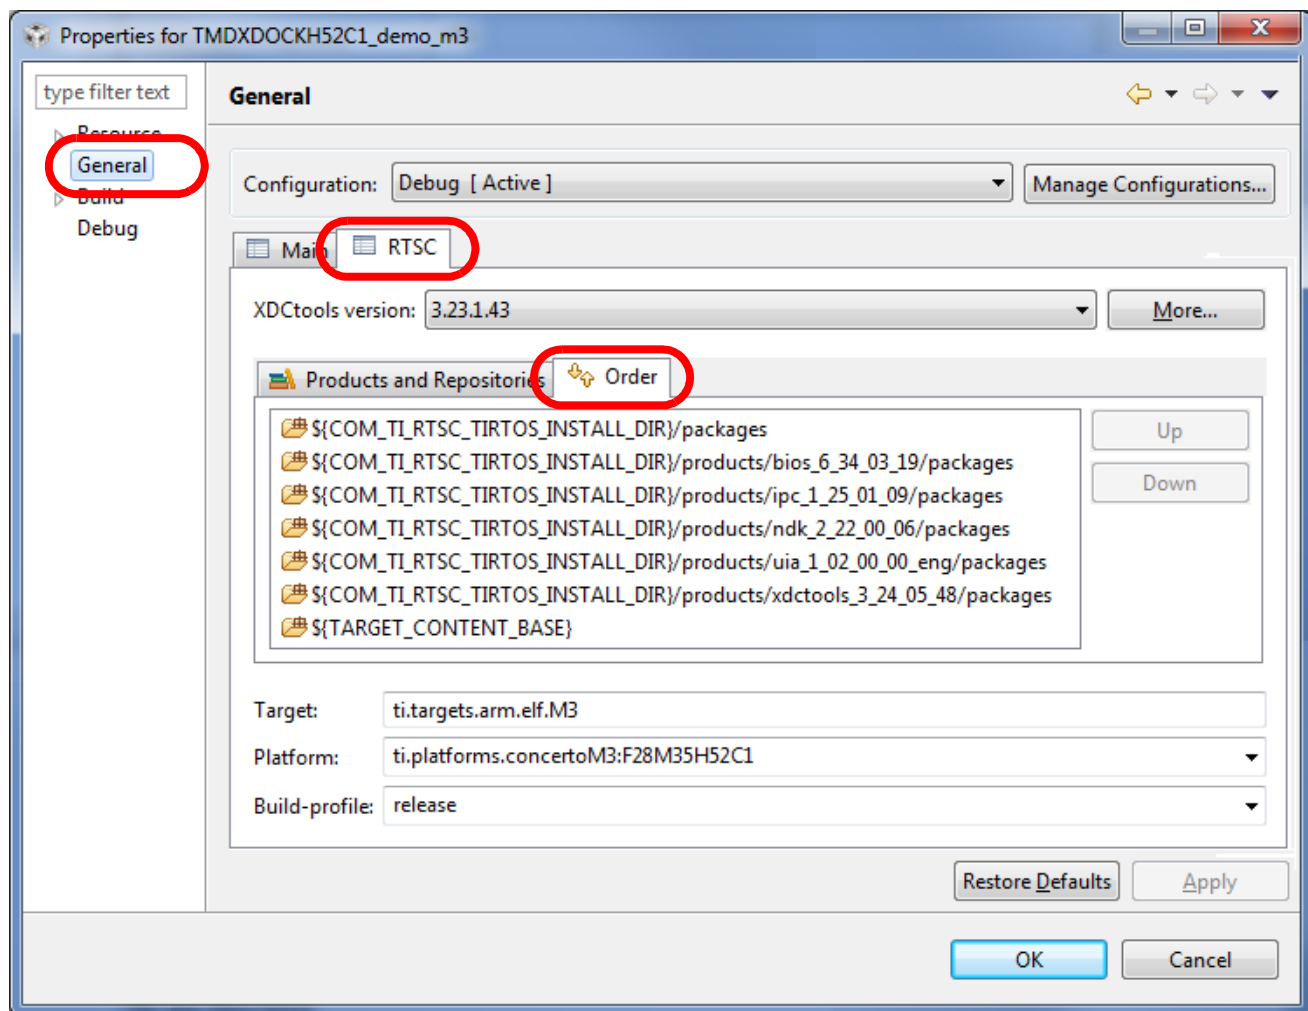 Properties for TMDXDOCKH52C1_demo_m3
type filter text
General
Resource
General
Build
Debug
Configuration: Debug [ Active ] Manage Configurations...
Main RTSC
XDCtools version: 3.23.1.43 More...
Products and Repositories Order
${COM_TI_RTSC_TIRTOS_INSTALL_DIR}/packages
${COM_TI_RTSC_TIRTOS_INSTALL_DIR}/products/bios_6_34_03_19/packages
${COM_TI_RTSC_TIRTOS_INSTALL_DIR}/products/ipc_1_25_01_09/packages
${COM_TI_RTSC_TIRTOS_INSTALL_DIR}/products/ndk_2_22_00_06/packages
${COM_TI_RTSC_TIRTOS_INSTALL_DIR}/products/uia_1_02_00_00_eng/packages
${COM_TI_RTSC_TIRTOS_INSTALL_DIR}/products/xdctools_3_24_05_48/packages
${TARGET_CONTENT_BASE}
Up
Down
Target: ti.targets.arm.elf.M3
Platform: ti.platforms.concertoM3:F28M35H52C1
Build-profile: release
Restore Defaults Apply
OK Cancel